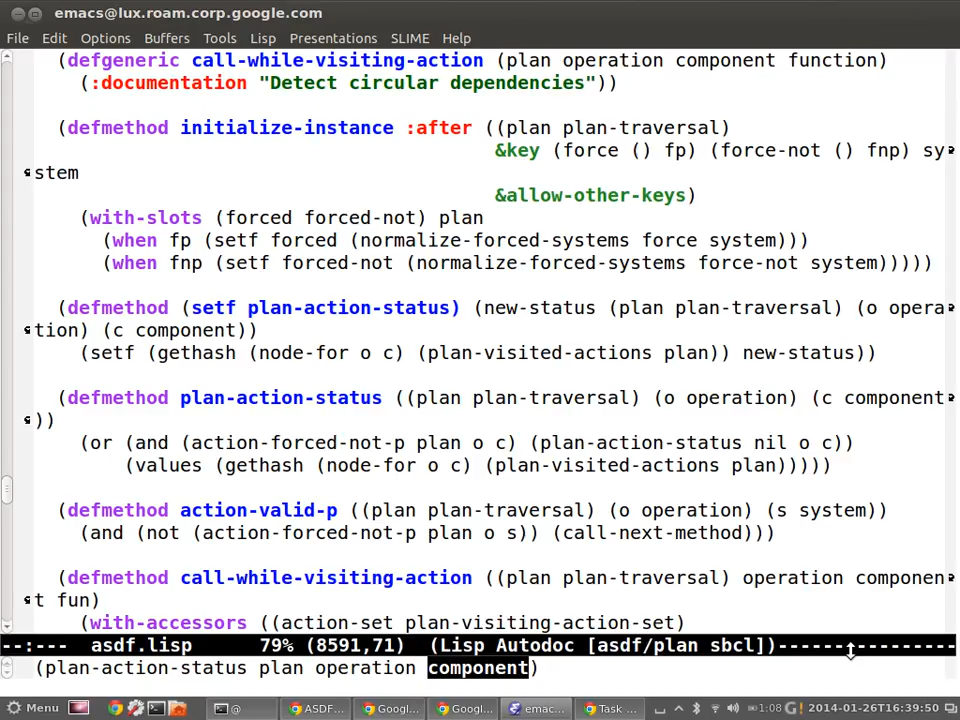 emacs@lux.roam.corp.google.com
File Edit Options Buffers Tools Lisp Presentations SLIME Help
(defgeneric call-while-visiting-action (plan operation component function)
(:documentation "Detect circular dependencies"))
(defmethod initialize-instance :after ((plan plan-traversal)
&key (force () fp) (force-not () fnp) sy
stem
&allow-other-keys)
(with-slots (forced forced-not) plan
(when fp (setf forced (normalize-forced-systems force system)))
(when fnp (setf forced-not (normalize-forced-systems force-not system)))))
(defmethod (setf plan-action-status) (new-status (plan plan-traversal) (o opera
tion) (c component))
(setf (gethash (node-for o c) (plan-visited-actions plan)) new-status))
(defmethod plan-action-status ((plan plan-traversal) (o operation) (c component
))
(or (and (action-forced-not-p plan o c) (plan-action-status nil o c))
(values (gethash (node-for o c) (plan-visited-actions plan)))))
(defmethod action-valid-p ((plan plan-traversal) (o operation) (s system))
(and (not (action-forced-not-p plan o s)) (call-next-method)))
(defmethod call-while-visiting-action ((plan plan-traversal) operation componen
t fun)
(with-accessors ((action-set plan-visiting-action-set)
--:--- asdf.lisp 79% (8591,71) (Lisp Autodoc [asdf/plan sbcl])----------------
(plan-action-status plan operation component)
Menu @ ASDF... Googl... Googl... emac... Task ... 1:08 2014-01-26T16:39:50